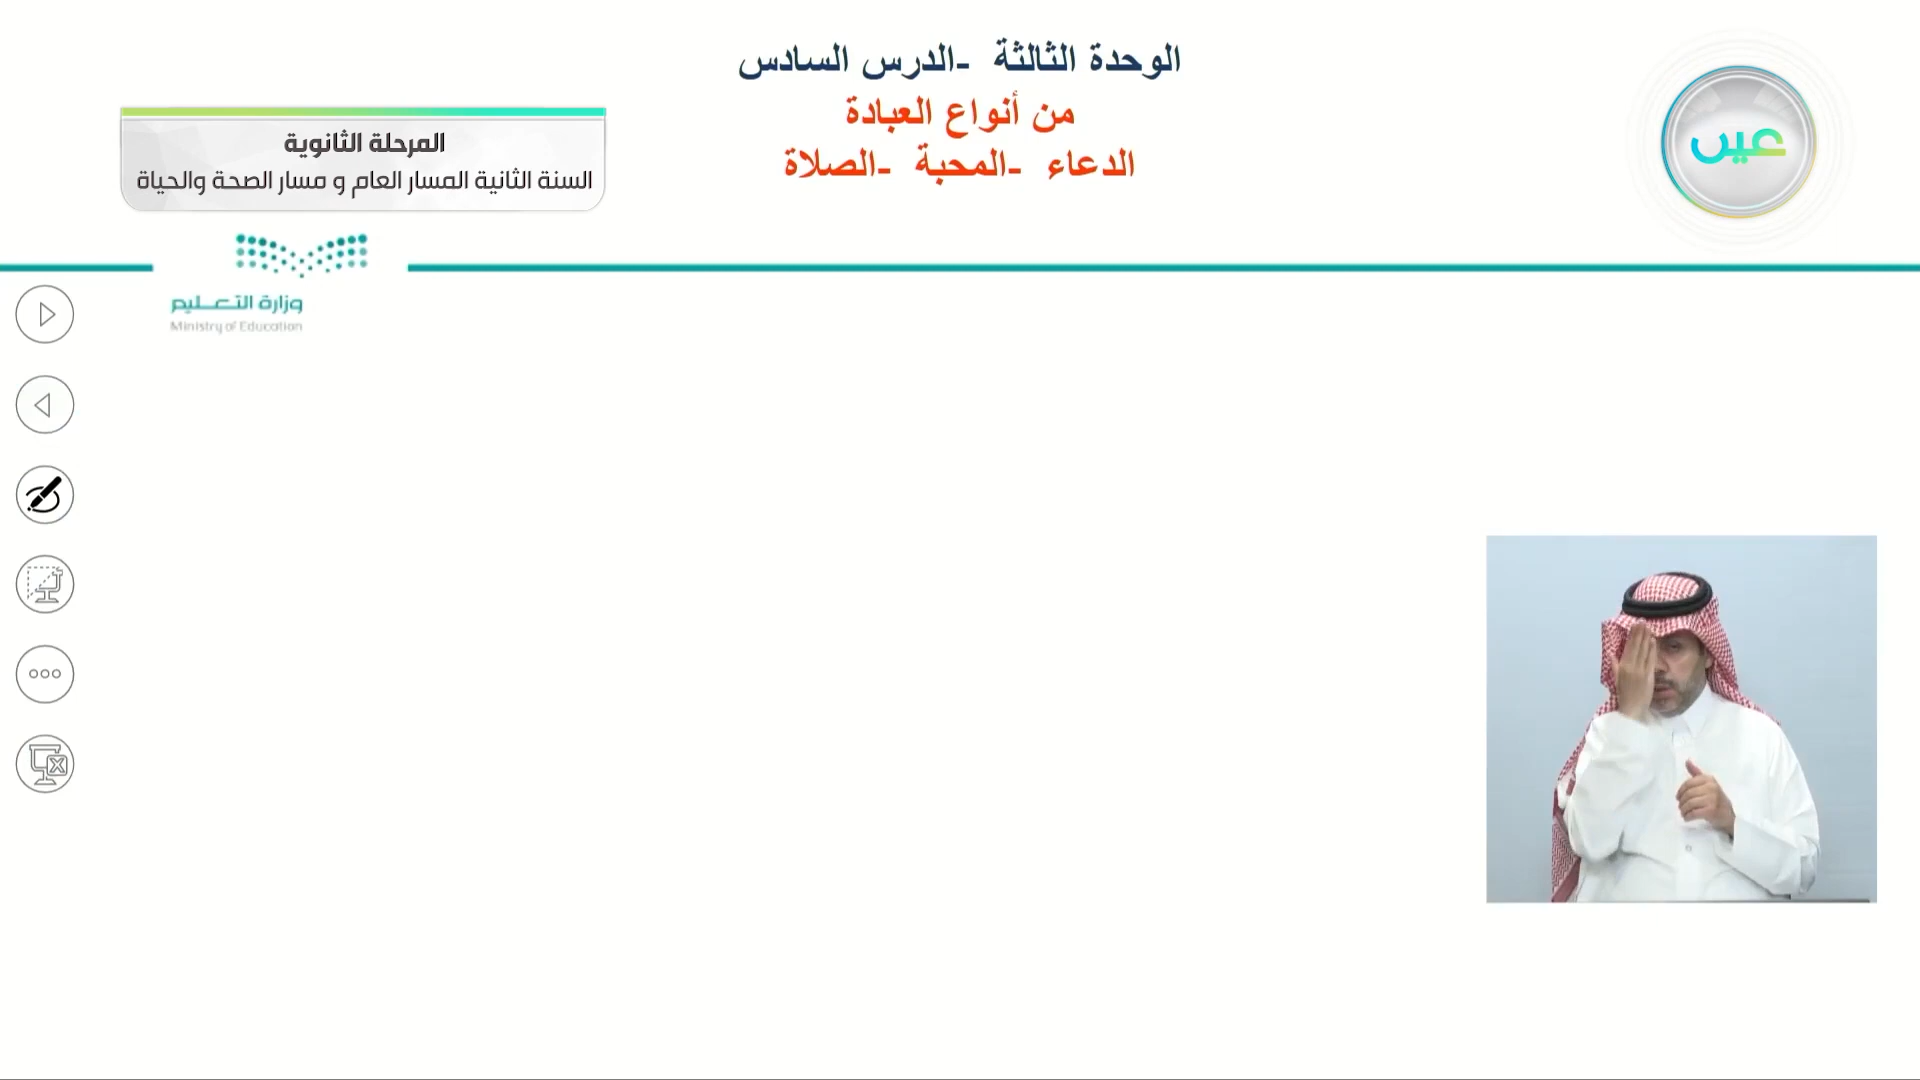 الوحدة الثالثة - الدرس السادس
من أنواع العبادة
الدعاء - المحبة - الصلاة
عين
المرحلة الثانوية
السنة الثانية المسار العام و مسار الصحة والحياة
وزارة التعليم
Ministry of Education